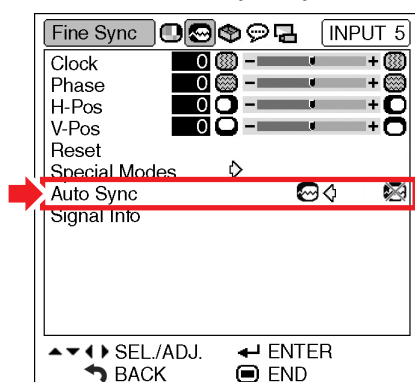 Fine Sync INPUT 5
Clock 0 - +
Phase 0 - +
H-Pos 0 - +
V-Pos 0 - +
Reset
Special Modes
Auto Sync
Signal Info
SEL./ADJ. ENTER
BACK END